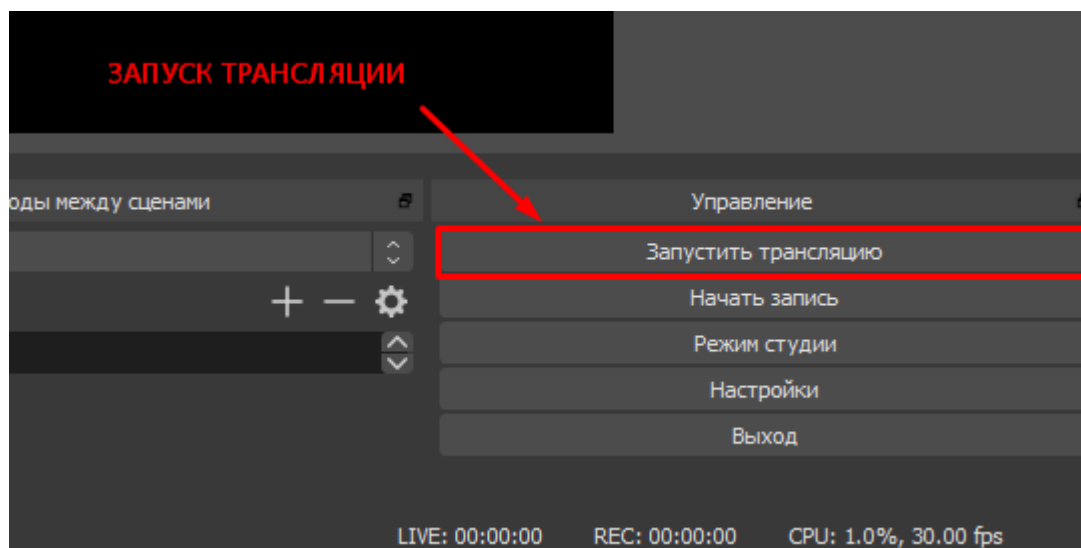 ЗАПУСК ТРАНСЛЯЦИИ
оды между сценами
Управление
Запустить трансляцию
Начать запись
Режим студии
Настройки
Выход
LIVE: 00:00:00 REC: 00:00:00 CPU: 1.0%, 30.00 fps